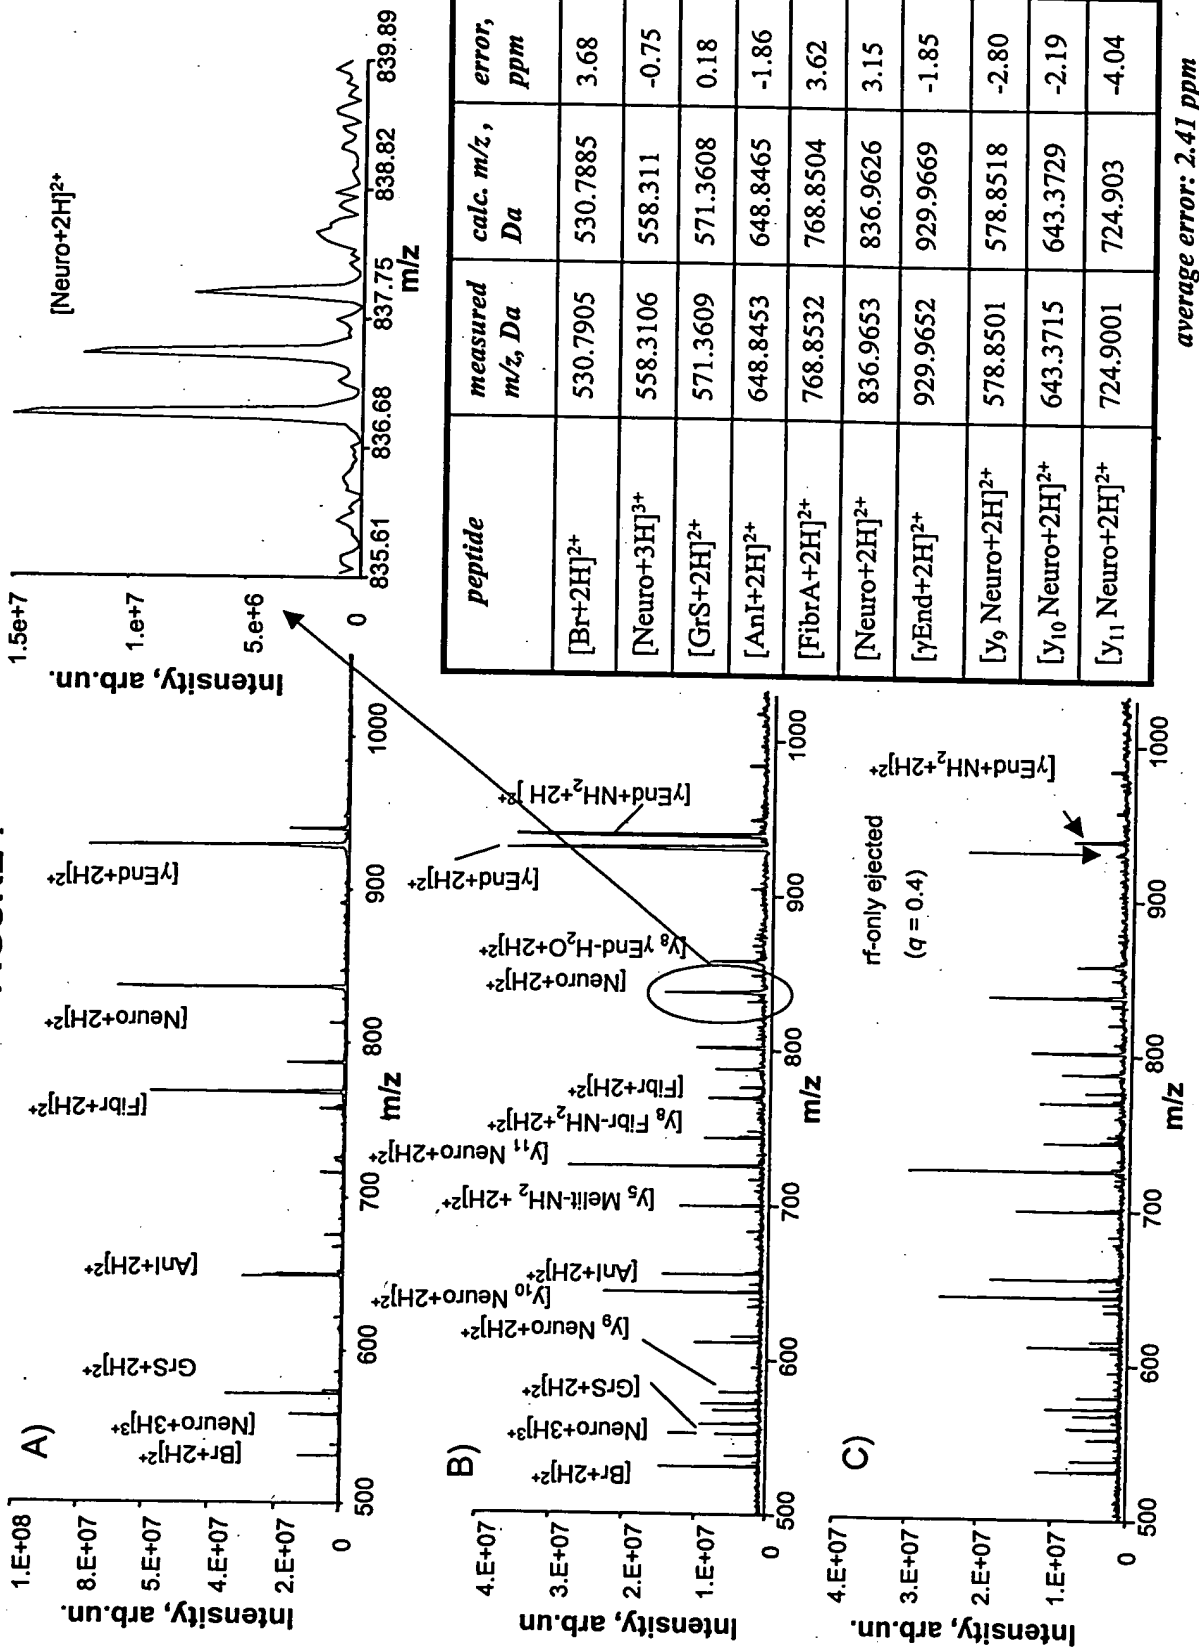 A)
Intensity, arb.un.
1.E+08
8.E+07
5.E+07
2.E+07
0
[Br+2H]2+
[Neuro+3H]3+
GrS+2H]2+
[AnI+2H]2+
[Fibr+2H]2+
[Neuro+2H]2+
[γEnd+2H]2+
500 600 700 800 900 1000
m/z
[Neuro+2H]2+
Intensity, arb.un.
1.5e+7
1.e+7
5.e+6
0
835.61 836.68 837.75 838.82 839.89
m/z
B)
Intensity, arb.un.
4.E+07
3.E+07
2.E+07
1.E+07
0
[Br+2H]2+
[Neuro+3H]3+
[GrS+2H]2+
[y9 Neuro+2H]2+
[y10 Neuro+2H]2+
[AnI+2H]2+
[y5 Melit-NH2 +2H]2+
[y11 Neuro+2H]2+
[y8 Fibr-NH2+2H]2+
[Fibr+2H]2+
[Neuro+2H]2+
[y8 γEnd-H2O+2H]2+
[γEnd+2H]2+
[γEnd+NH2+2H ]2+
500 600 700 800 900 1000
m/z
C)
Intensity, arb.un.
4.E+07
3.E+07
2.E+07
1.E+07
0
rf-only ejected
(q = 0.4)
[γEnd+NH2+2H]2+
500 600 700 800 900 1000
m/z
peptide measured m/z, Da calc. m/z, Da error, ppm
[Br+2H]2+ 530.7905 530.7885 3.68
[Neuro+3H]3+ 558.3106 558.311 -0.75
[GrS+2H]2+ 571.3609 571.3608 0.18
[AnI+2H]2+ 648.8453 648.8465 -1.86
[FibrA+2H]2+ 768.8532 768.8504 3.62
[Neuro+2H]2+ 836.9653 836.9626 3.15
[γEnd+2H]2+ 929.9652 929.9669 -1.85
[y9 Neuro+2H]2+ 578.8501 578.8518 -2.80
[y10 Neuro+2H]2+ 643.3715 643.3729 -2.19
[y11 Neuro+2H]2+ 724.9001 724.903 -4.04
average error: 2.41 ppm